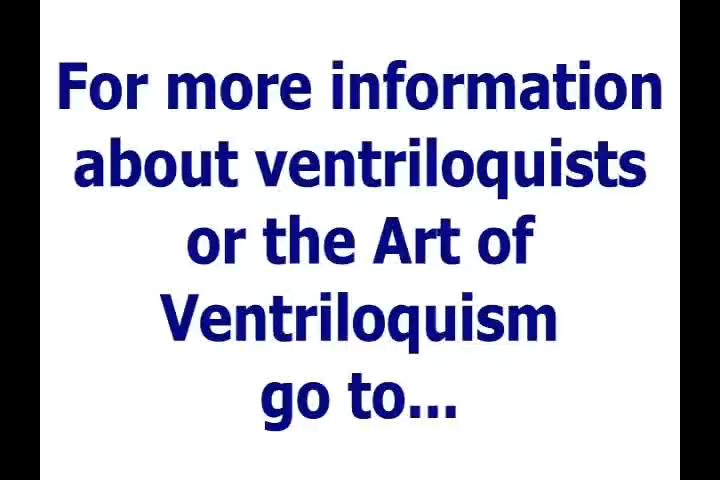 For more information
about ventriloquists
or the Art of
Ventriloquism
go to...